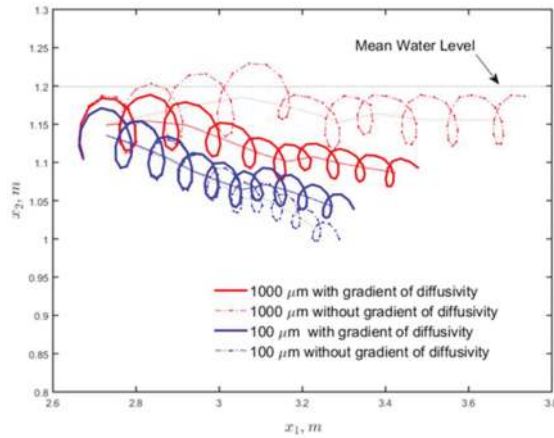 1.3
1.25
Mean Water Level
1.2
1.15
1.1
1.05
x₂, m
1
0.95
0.9
0.85
0.8
1000 μm with gradient of diffusivity
1000 μm without gradient of diffusivity
100 μm with gradient of diffusivity
100 μm without gradient of diffusivity
2.6 2.8 3 3.2 3.4 3.6 3.8
x₁, m